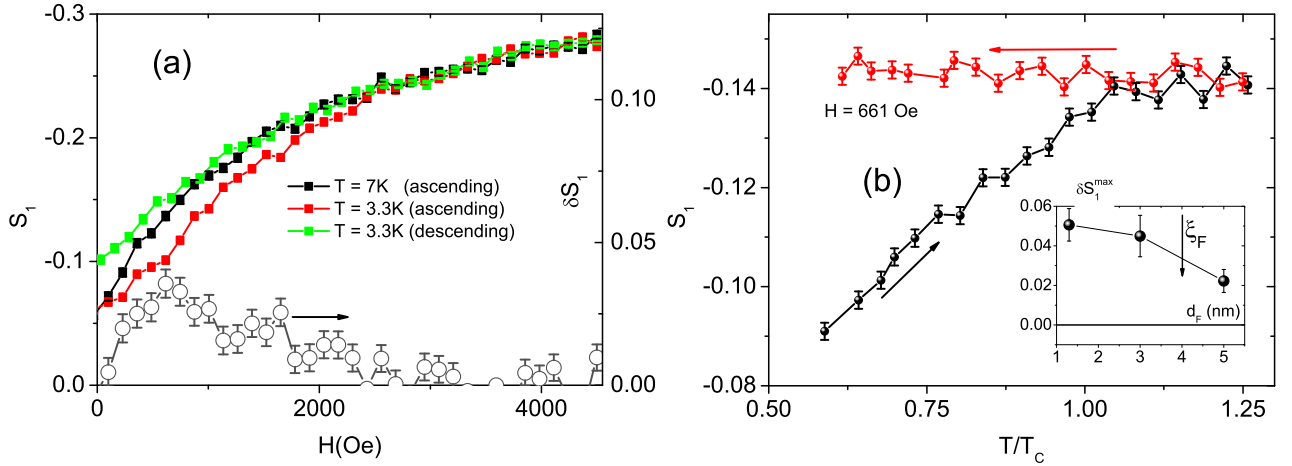 -0.3
(a)
-0.2
0.10
S1
T = 7K (ascending)
T = 3.3K (ascending)
T = 3.3K (descending)
δS1
-0.1
0.05
0.0
0.00
0
2000
4000
H(Oe)
-0.14
H = 661 Oe
S1
-0.12
(b)
-0.10
-0.08
δS1max
0.06
0.04
0.02
0.00
ξF
dF (nm)
1
2
3
4
5
0.50
0.75
1.00
1.25
T/TC